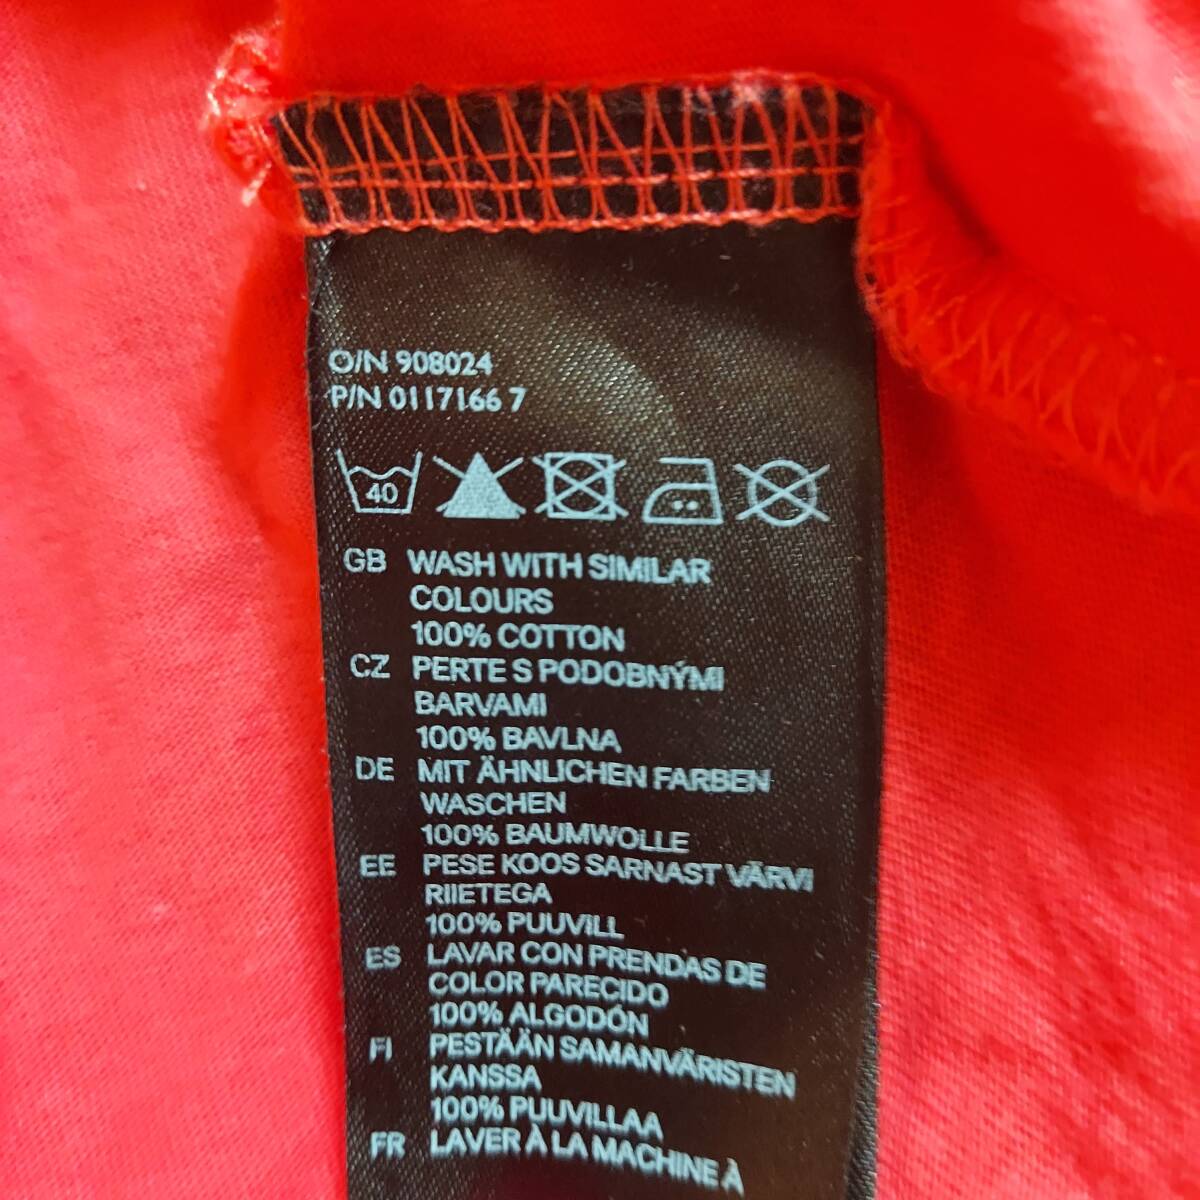 O/N 908024
P/N 0117166 7
40
GB WASH WITH SIMILAR
COLOURS
100% COTTON
CZ PERTE S PODOBNÝMI
BARVAMI
100% BAVLNA
DE MIT ÄHNLICHEN FARBEN
WASCHEN
100% BAUMWOLLE
EE PESE KOOS SARNAST VÄRVI
RIIETEGA
100% PUUVILL
ES LAVAR CON PRENDAS DE
COLOR PARECIDO
100% ALGODÓN
FI PESTÄÄN SAMANVÄRISTEN
KANSSA
100% PUUVILLAA
FR LAVER À LA MACHINE À